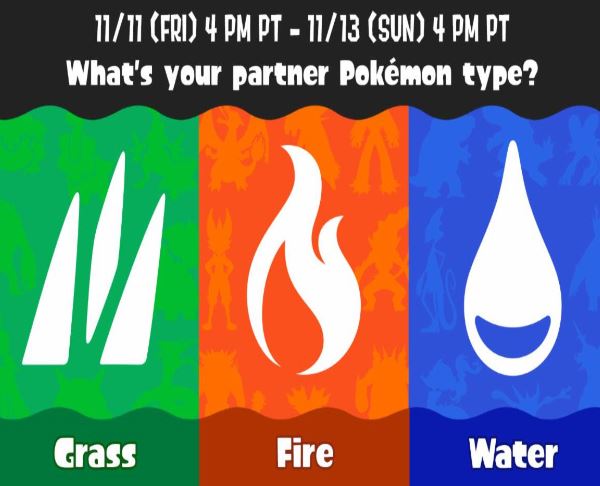 11/11 (FRI) 4 PM PT – 11/13 (SUN) 4 PM PT
What's your partner Pokémon type?
Grass
Fire
Water